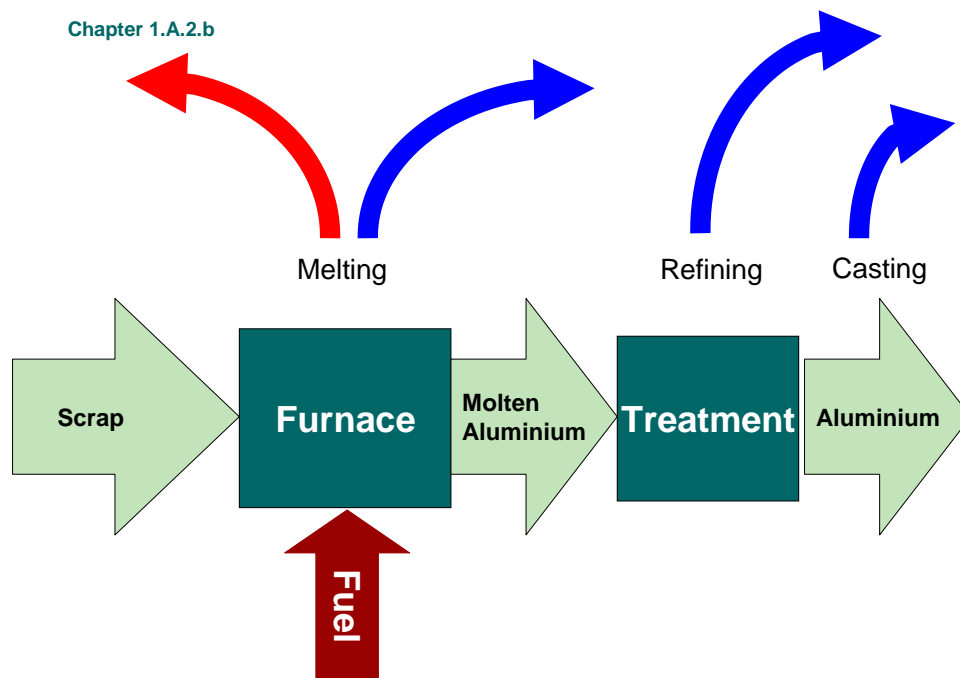 Chapter 1.A.2.b
Melting
Refining
Casting
Scrap
Furnace
Molten
Aluminium
Treatment
Aluminium
Fuel